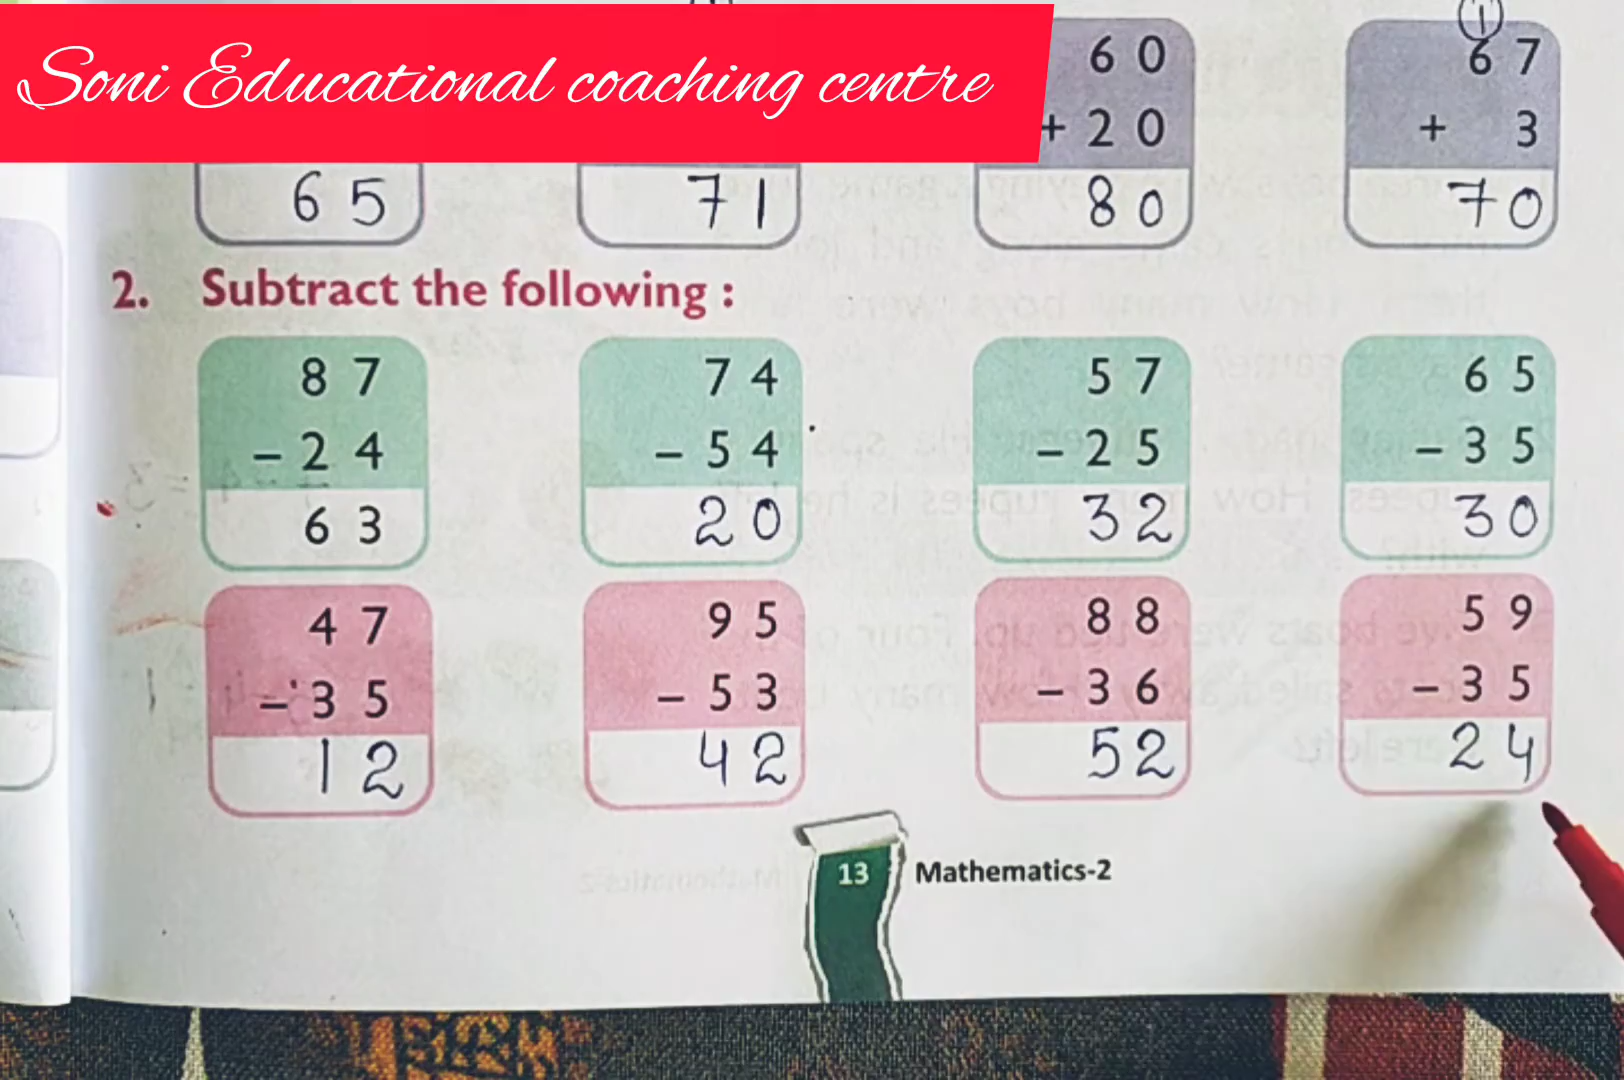 Soni Educational coaching centre
6 0
+ 2 0
8 0
1
6 7
+ 3
7 0
6 5
7 1
2. Subtract the following :
8 7
- 2 4
6 3
7 4
- 5 4
2 0
5 7
- 2 5
3 2
6 5
- 3 5
3 0
4 7
- 3 5
1 2
9 5
- 5 3
4 2
8 8
- 3 6
5 2
5 9
- 3 5
2 4
13 Mathematics-2